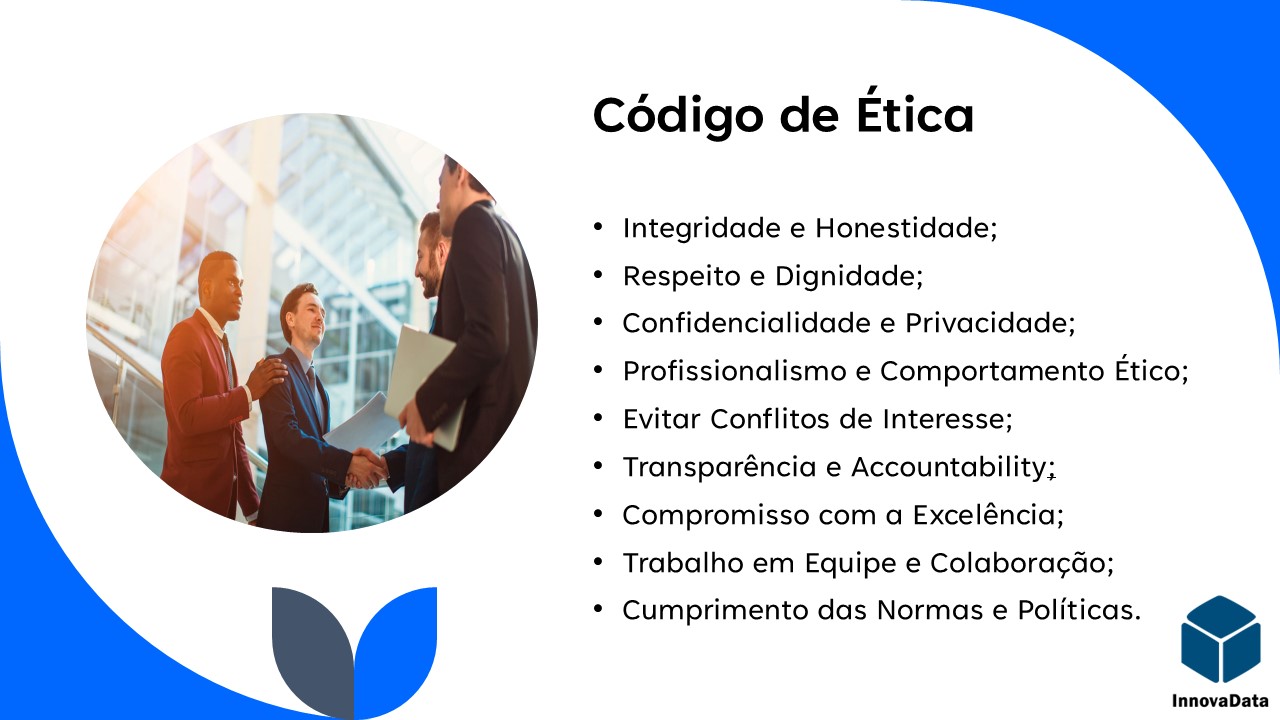 Código de Ética
• Integridade e Honestidade;
• Respeito e Dignidade;
• Confidencialidade e Privacidade;
• Profissionalismo e Comportamento Ético;
• Evitar Conflitos de Interesse;
• Transparência e Accountability;
• Compromisso com a Excelência;
• Trabalho em Equipe e Colaboração;
• Cumprimento das Normas e Políticas.
InnovaData